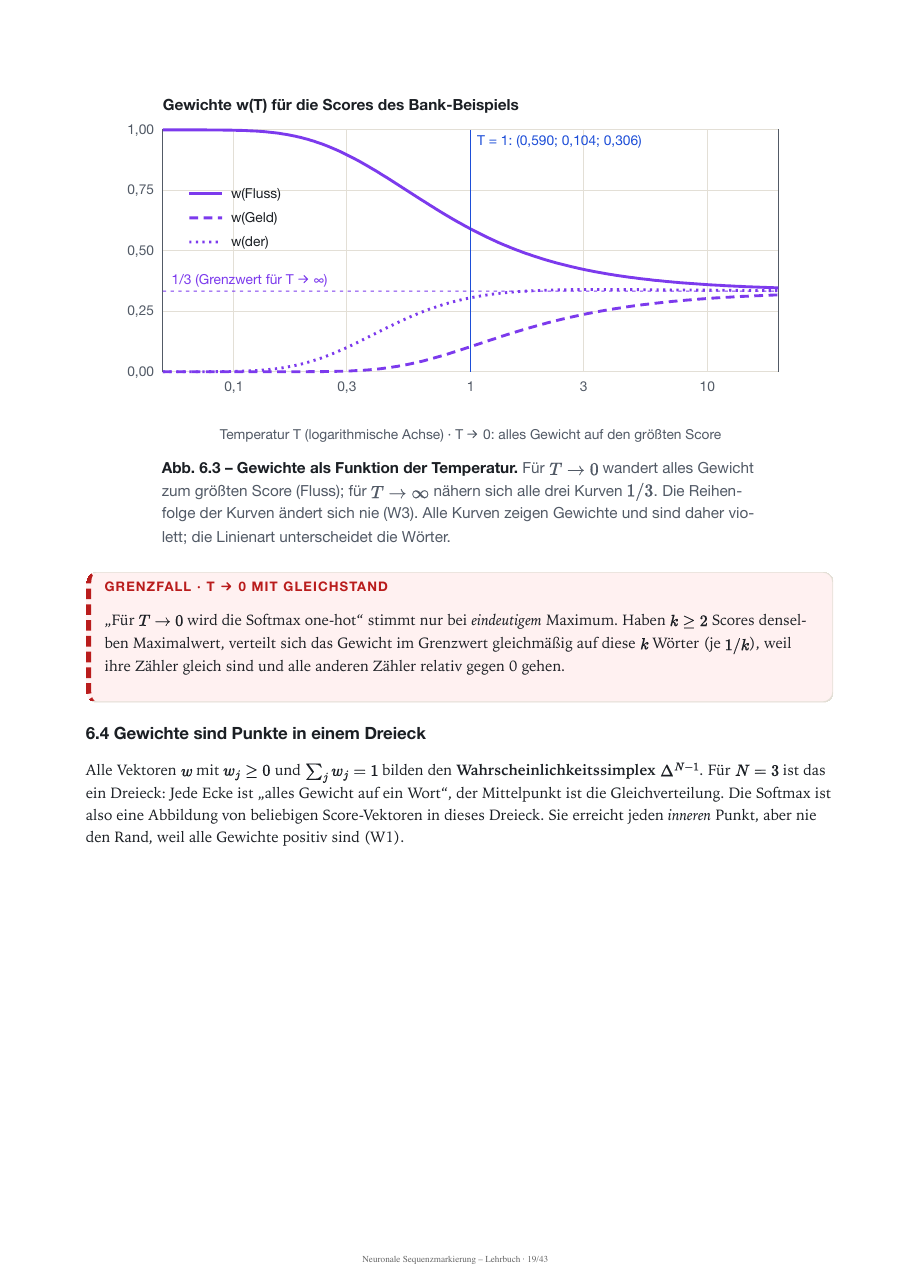 Gewichte w(T) für die Scores des Bank-Beispiels
1,00
T = 1: (0,590; 0,104; 0,306)
0,75
w(Fluss)
w(Geld)
w(der)
0,50
1/3 (Grenzwert für T → ∞)
0,25
0,00
0,1 0,3 1 3 10
Temperatur T (logarithmische Achse) · T → 0: alles Gewicht auf den größten Score
Abb. 6.3 – Gewichte als Funktion der Temperatur. Für T → 0 wandert alles Gewicht
zum größten Score (Fluss); für T → ∞ nähern sich alle drei Kurven 1/3. Die Reihen-
folge der Kurven ändert sich nie (W3). Alle Kurven zeigen Gewichte und sind daher vio-
lett; die Linienart unterscheidet die Wörter.
GRENZFALL · T → 0 MIT GLEICHSTAND
„Für T → 0 wird die Softmax one-hot“ stimmt nur bei eindeutigem Maximum. Haben k ≥ 2 Scores densel-
ben Maximalwert, verteilt sich das Gewicht im Grenzwert gleichmäßig auf diese k Wörter (je 1/k), weil
ihre Zähler gleich sind und alle anderen Zähler relativ gegen 0 gehen.
6.4 Gewichte sind Punkte in einem Dreieck
Alle Vektoren w mit w_j ≥ 0 und ∑_j w_j = 1 bilden den Wahrscheinlichkeitssimplex Δ^{N−1}. Für N = 3 ist das
ein Dreieck: Jede Ecke ist „alles Gewicht auf ein Wort“, der Mittelpunkt ist die Gleichverteilung. Die Softmax ist
also eine Abbildung von beliebigen Score-Vektoren in dieses Dreieck. Sie erreicht jeden inneren Punkt, aber nie
den Rand, weil alle Gewichte positiv sind (W1).
Neuronale Sequenzmarkierung – Lehrbuch · 19/43